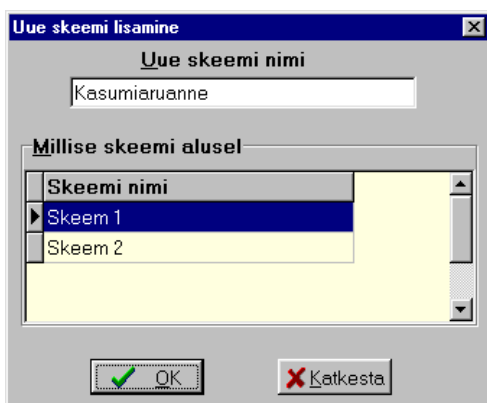 Uue skeemi lisamine
Uue skeemi nimi
Kasumiaruanne
Millise skeemi alusel
Skeemi nimi
Skeem 1
Skeem 2
OK
Katkesta